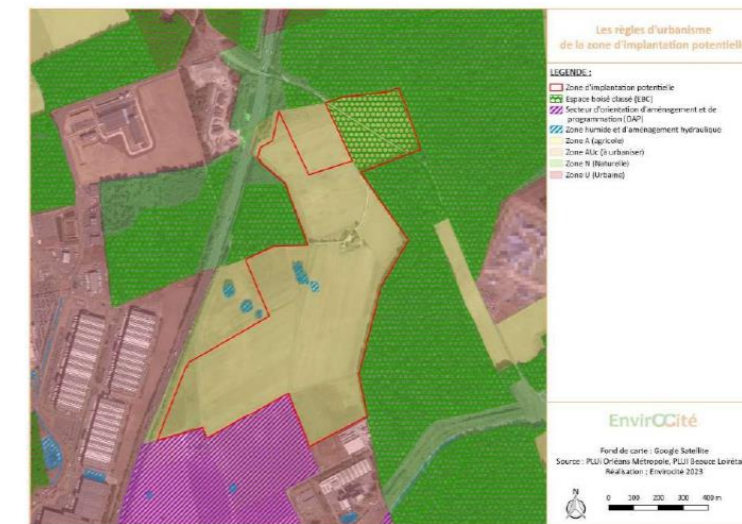 Les règles d'urbanisme
de la zone d'implantation potentielle
LEGENDE :
Zone d'implantation potentielle
Espace boisé classé (EBC)
Secteur d'orientation d'aménagement et de
programmation (OAP)
Zone humide et d'aménagement hydraulique
Zone A (agricole)
Zone AUc (à urbaniser)
Zone N (Naturelle)
Zone U (Urbaine)
EnvirOCité
Fond de carte : Google Satellite
Source : PLUi Orléans Métropole, PLUi Beauce Loiréta
Réalisation : Envirocité 2023
N
0 100 200 300 400 m